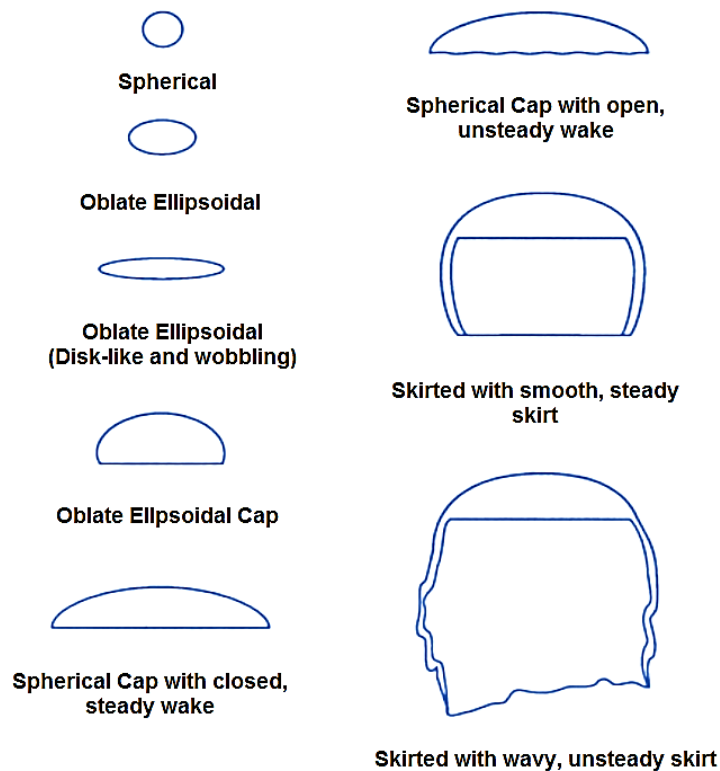 Spherical
Oblate Ellipsoidal
Oblate Ellipsoidal
(Disk-like and wobbling)
Oblate Ellpsoidal Cap
Spherical Cap with closed,
steady wake
Spherical Cap with open,
unsteady wake
Skirted with smooth, steady
skirt
Skirted with wavy, unsteady skirt